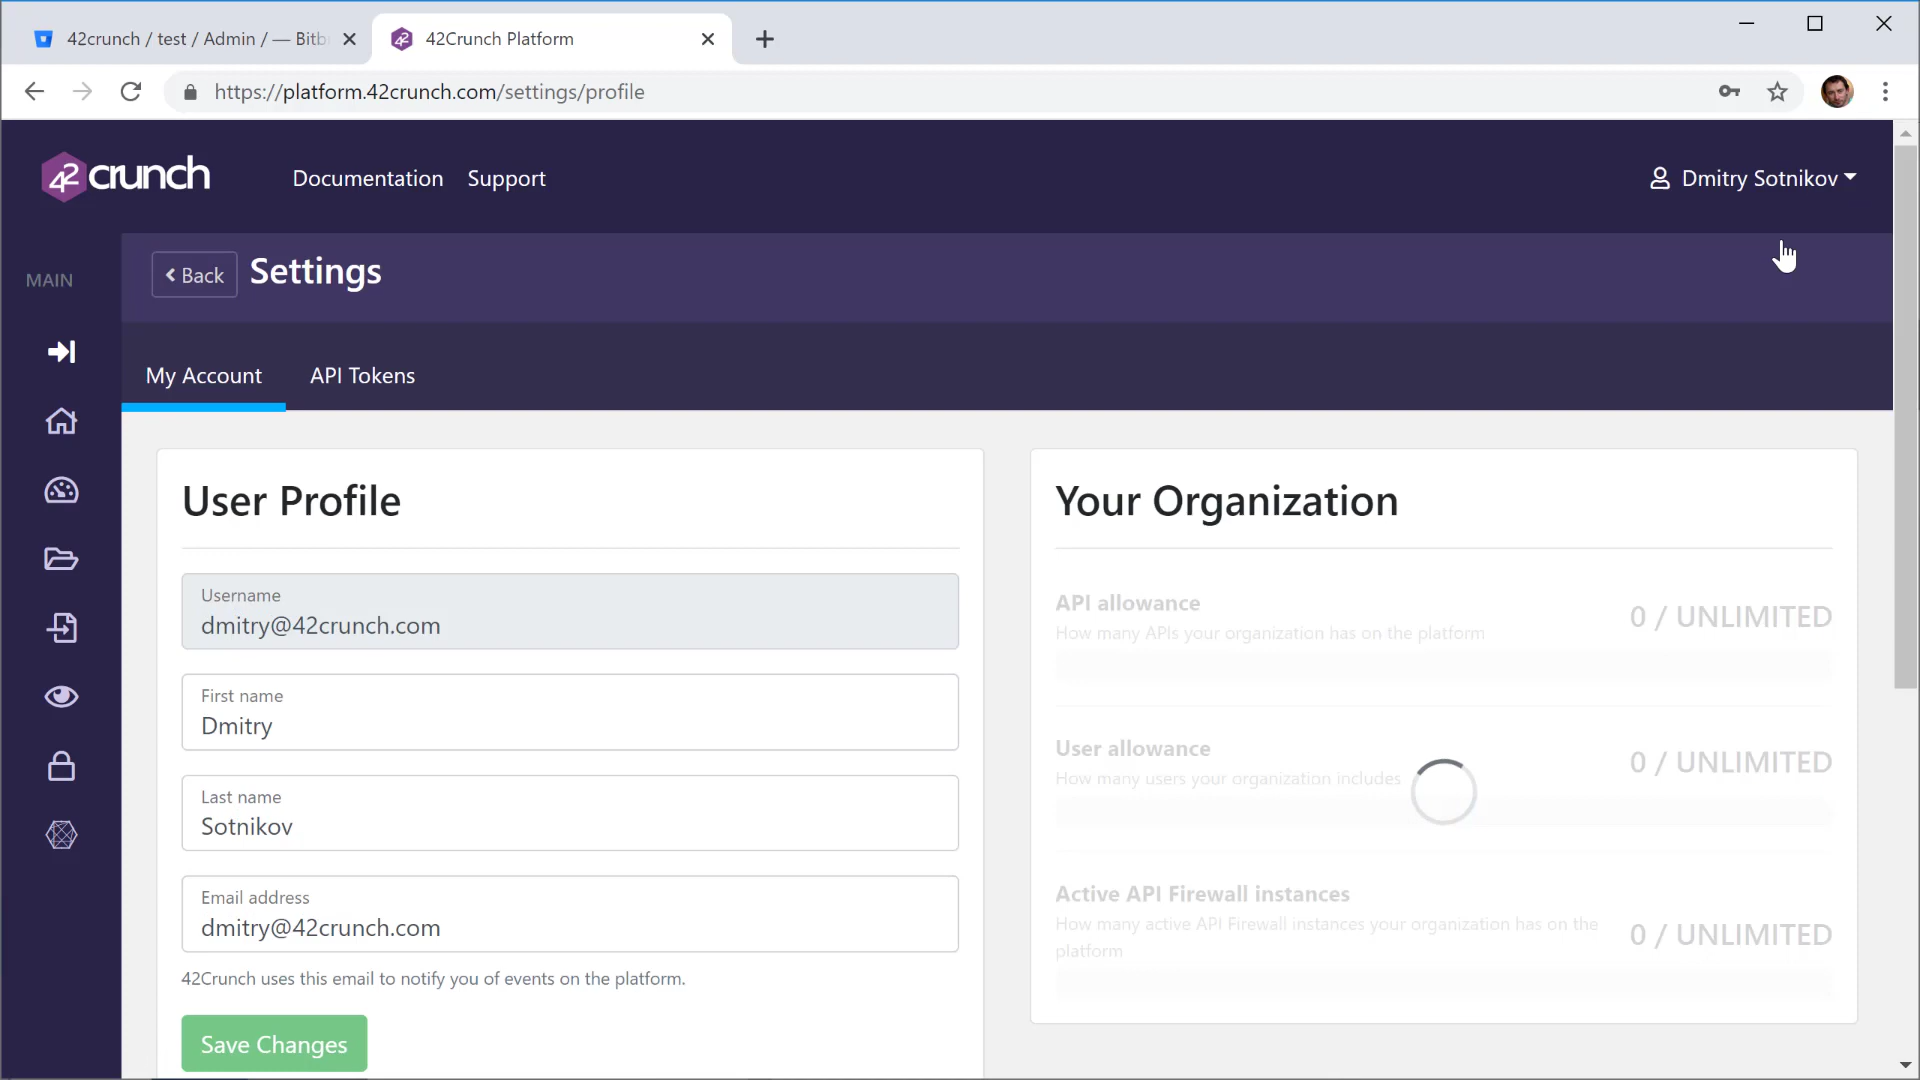 42crunch / test / Admin / — Bitb
42Crunch Platform
https://platform.42crunch.com/settings/profile
42crunch
Documentation
Support
Dmitry Sotnikov
MAIN
Back
Settings
My Account
API Tokens
User Profile
Username
dmitry@42crunch.com
First name
Dmitry
Last name
Sotnikov
Email address
dmitry@42crunch.com
42Crunch uses this email to notify you of events on the platform.
Save Changes
Your Organization
API allowance
How many APIs your organization has on the platform
0 / UNLIMITED
User allowance
How many users your organization includes
0 / UNLIMITED
Active API Firewall instances
How many active API Firewall instances your organization has on the
platform
0 / UNLIMITED